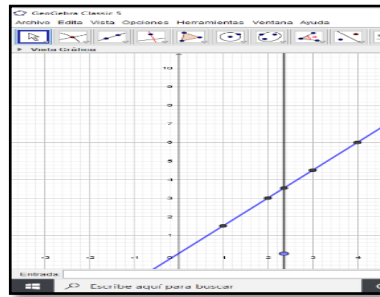 GeoGebra Classic 5
Archivo Edita Vista Opciones Herramientas Ventana Ayuda
Vista Gráfica
10
9
8
7
6
5
4
3
2
1
-3 -2 -1 0 1 2 3 4
Entrada:
Escribe aquí para buscar